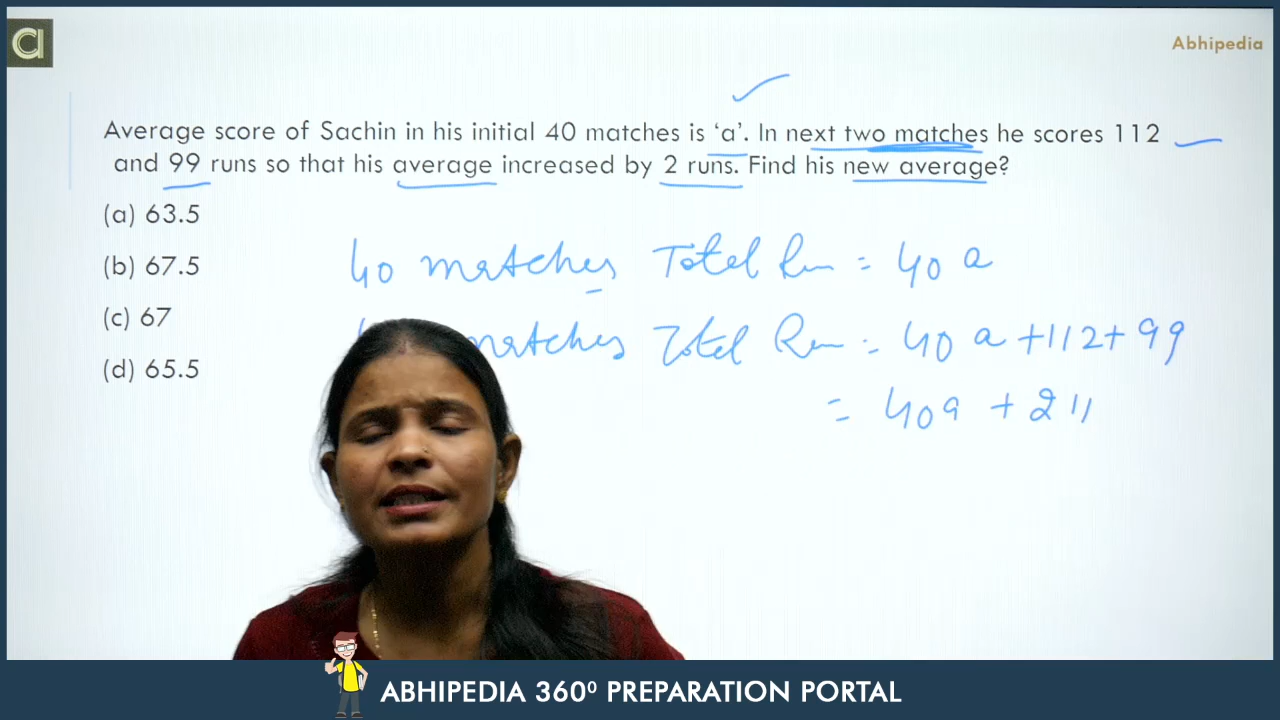 Abhipedia
Average score of Sachin in his initial 40 matches is ‘a’. In next two matches he scores 112
and 99 runs so that his average increased by 2 runs. Find his new average?
(a) 63.5
(b) 67.5
(c) 67
(d) 65.5
40 matches Total Run = 40 a
matches Total Run = 40 a +112+ 99
= 40a + 211
ABHIPEDIA 360⁰ PREPARATION PORTAL